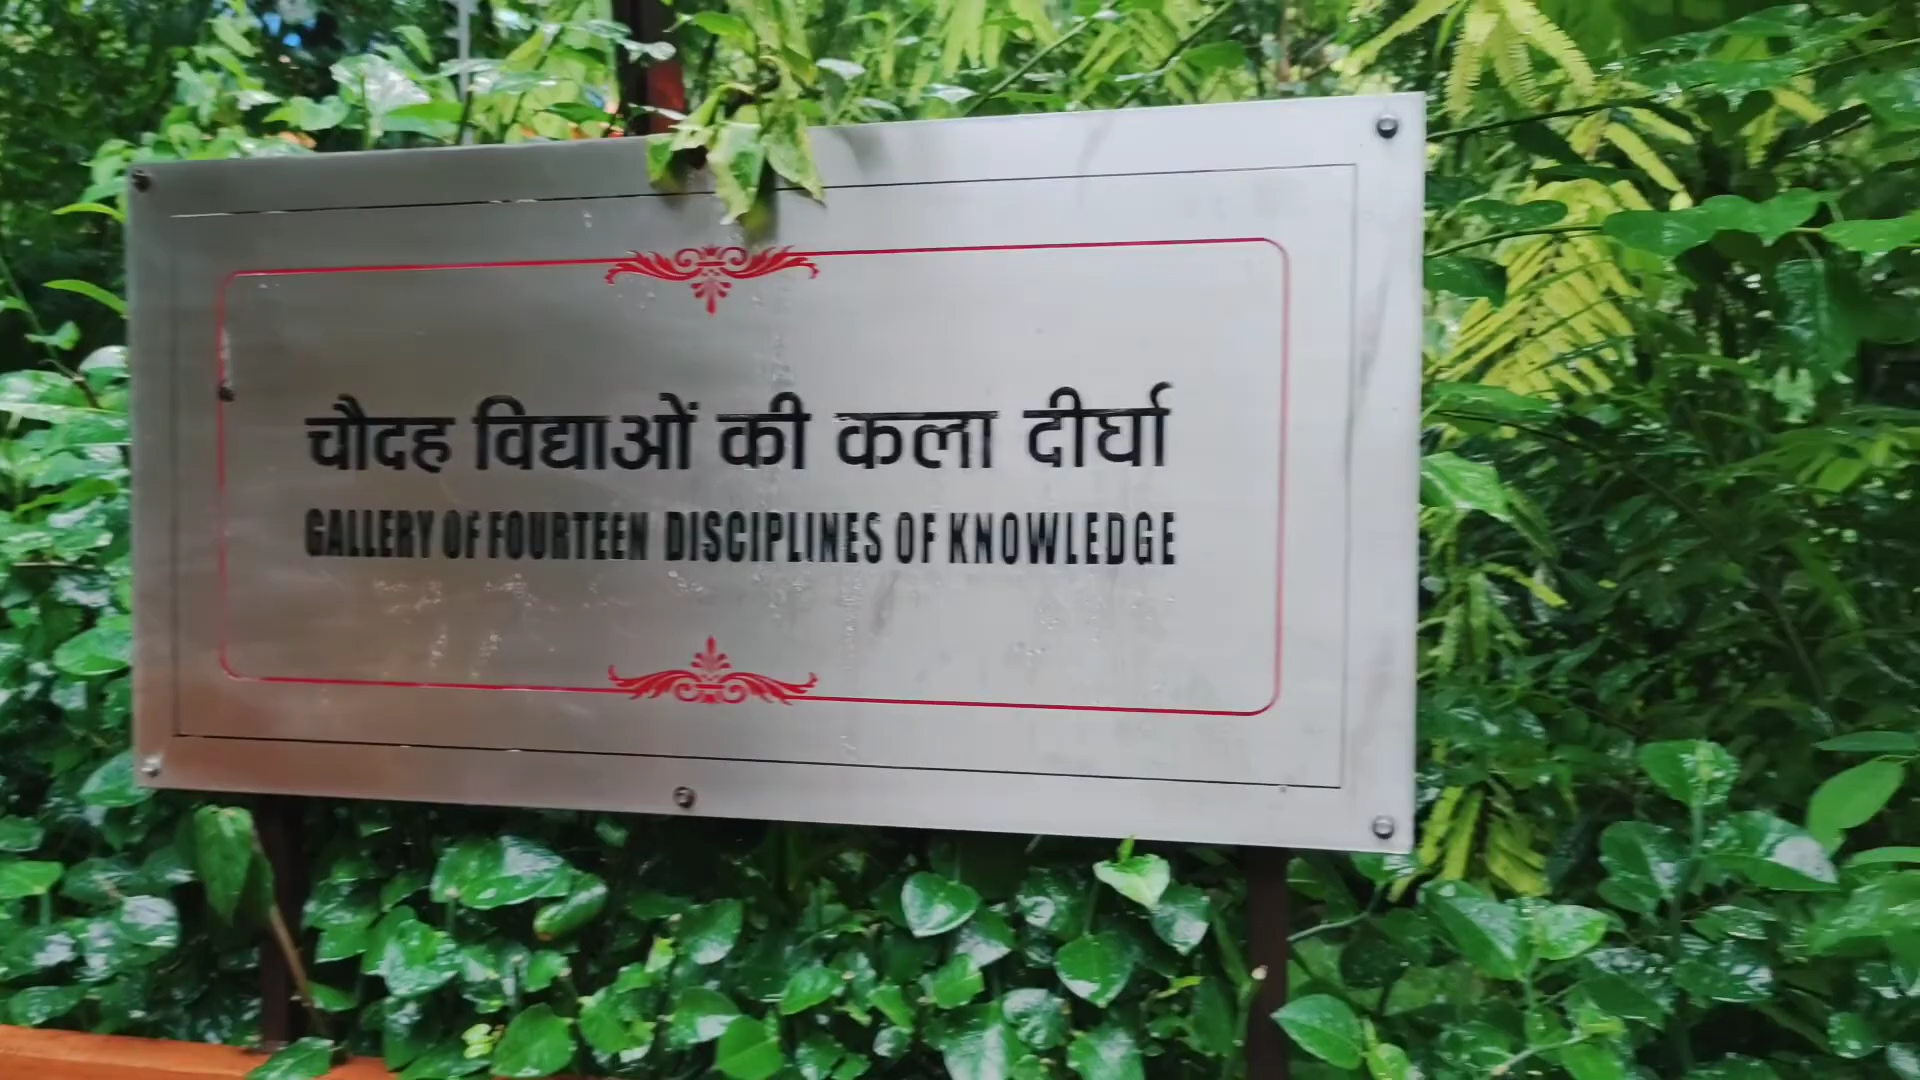 चौदह विद्याओं की कला दीर्घा
GALLERY OF FOURTEEN DISCIPLINES OF KNOWLEDGE